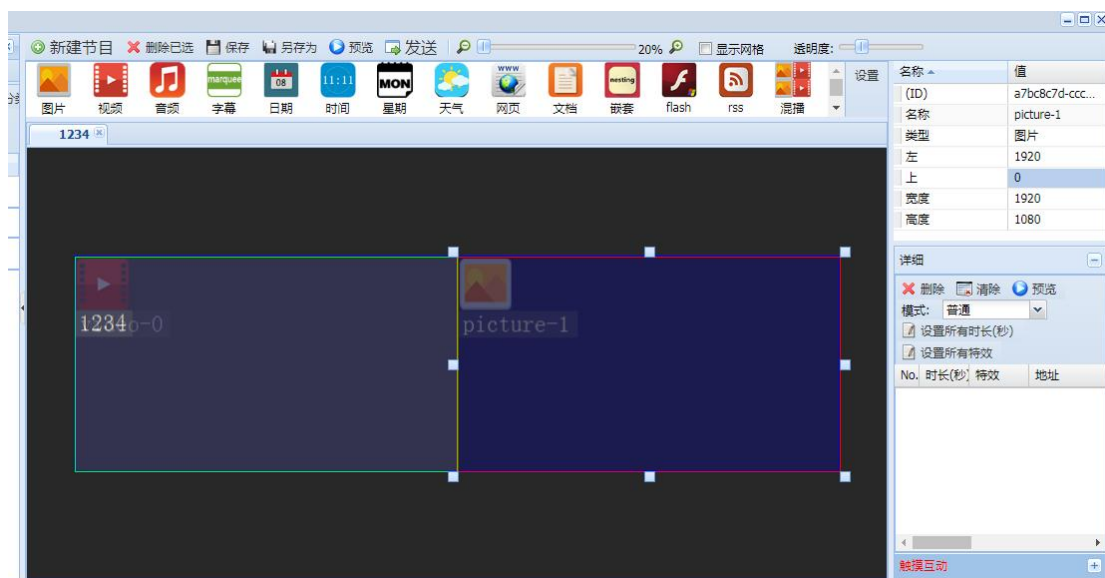 新建节目 删除已选 保存 另存为 预览 发送 20% 显示网格 透明度:
marquee 08 11:11 MON WWW nesting
图片 视频 音频 字幕 日期 时间 星期 天气 网页 文档 嵌套 flash rss 混播 设置
1234
名称 值
(ID) a7bc8c7d-ccc...
名称 picture-1
类型 图片
左 1920
上 0
宽度 1920
高度 1080
1234 -0
picture-1
详细
删除 清除 预览
模式: 普通
设置所有时长(秒)
设置所有特效
No. 时长(秒) 特效 地址
触摸互动